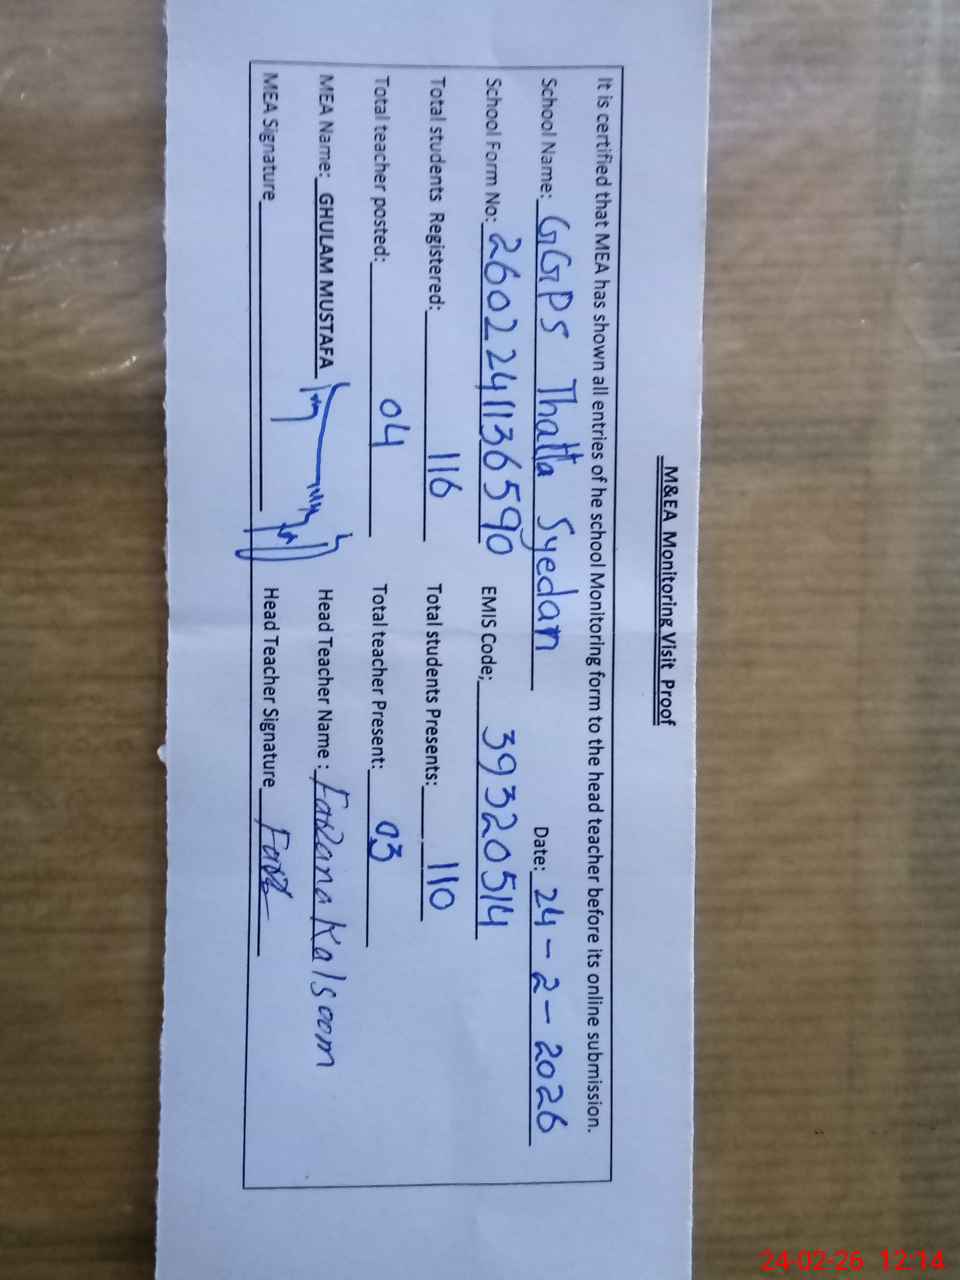 M&EA Monitoring Visit Proof
It is certified that MEA has shown all entries of he school Monitoring form to the head teacher before its online submission.
School Name: GGPS Thatta Syedan Date: 24-2-2026
School Form No: 2602241136590 EMIS Code; 39320514
Total students Registered: 116 Total students Presents: 110
Total teacher posted: 04 Total teacher Present: 03
MEA Name: GHULAM MUSTAFA Head Teacher Name : Farzana Kalsoom
MEA Signature Head Teacher Signature
24-02-26 12:14